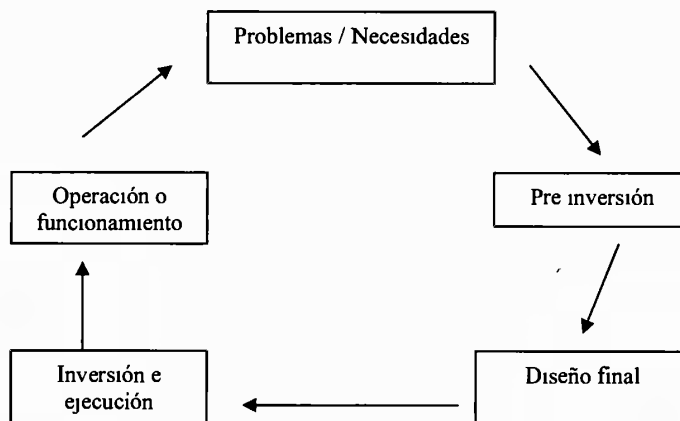 Problemas / Necesidades
Operación o
funcionamiento
Pre inversión
Inversión e
ejecución
Diseño final